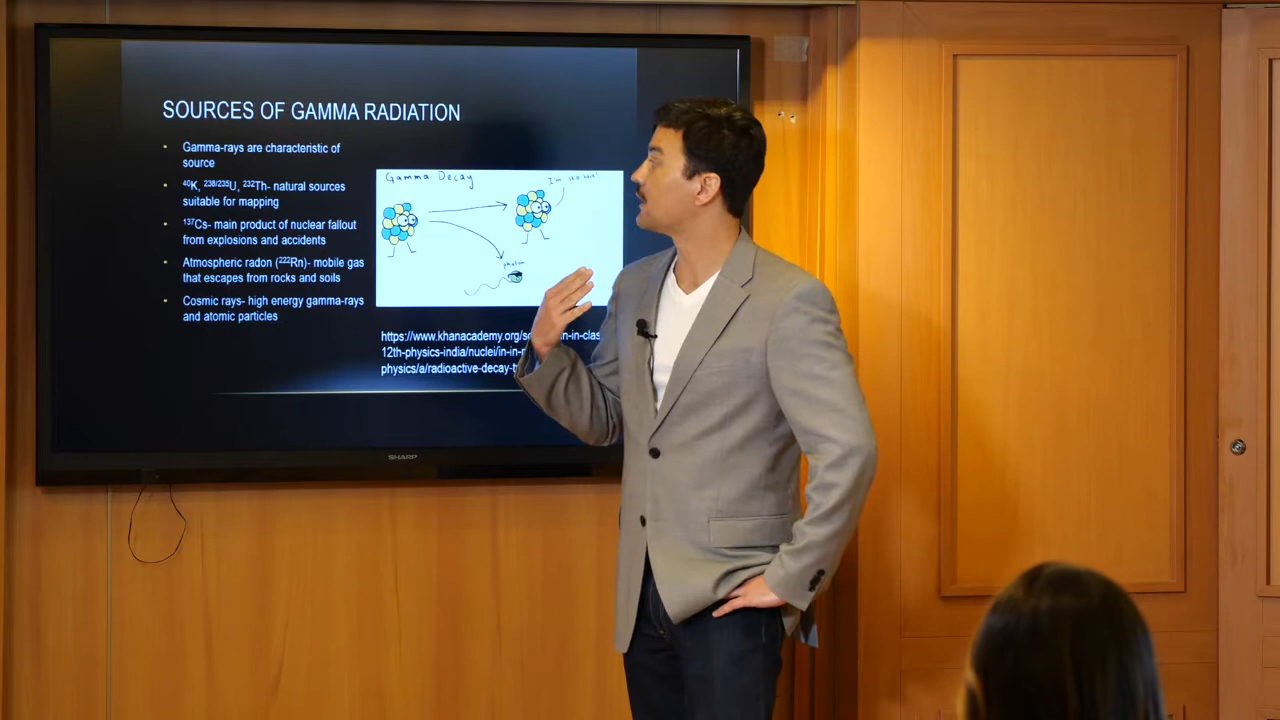 SOURCES OF GAMMA RADIATION
• Gamma-rays are characteristic of
source
• ⁴⁰K, ²³⁸/²³⁵U, ²³²Th- natural sources
suitable for mapping
• ¹³⁷Cs- main product of nuclear fallout
from explosions and accidents
• Atmospheric radon (²²²Rn)- mobile gas
that escapes from rocks and soils
• Cosmic rays- high energy gamma-rays
and atomic particles
Gamma Decay
I'm still here!
photon
https://www.khanacademy.org/sc
12th-physics-india/nuclei/in-in-n
physics/a/radioactive-decay-t
SHARP